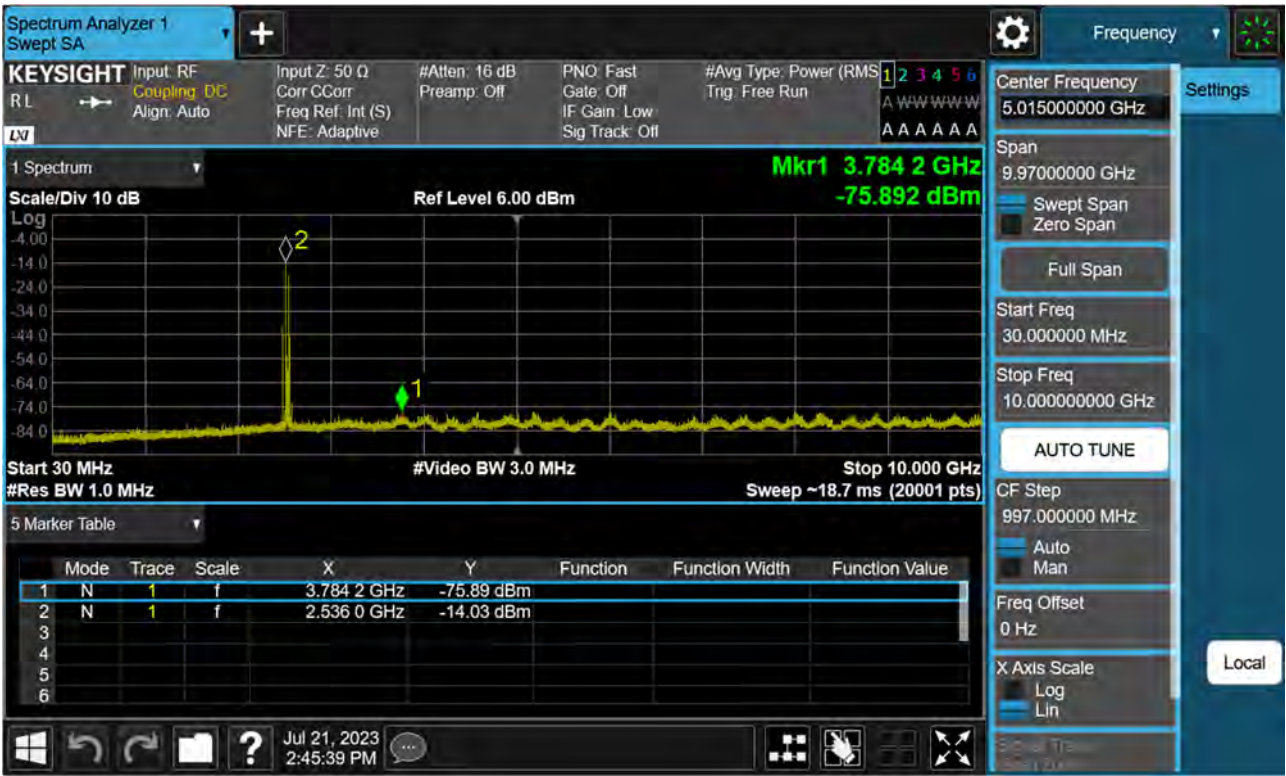 Spectrum Analyzer 1
Swept SA
+
Frequency
KEYSIGHT
R L
LXI
Input: RF
Coupling: DC
Align: Auto
Input Z: 50 Ω
Corr CCorr
Freq Ref: Int (S)
NFE: Adaptive
#Atten: 16 dB
Preamp: Off
PNO: Fast
Gate: Off
IF Gain: Low
Sig Track: Off
#Avg Type: Power (RMS
Trig: Free Run
1 2 3 4 5 6
A W W W W W
A A A A A A
1 Spectrum
Mkr1 3.784 2 GHz
-75.892 dBm
Scale/Div 10 dB
Ref Level 6.00 dBm
Log
-4.00
-14.0
-24.0
-34.0
-44.0
-54.0
-64.0
-74.0
-84.0
2
1
Start 30 MHz
#Video BW 3.0 MHz
Stop 10.000 GHz
#Res BW 1.0 MHz
Sweep ~18.7 ms (20001 pts)
5 Marker Table
Mode Trace Scale X Y Function Function Width Function Value
1 N 1 f 3.784 2 GHz -75.89 dBm
2 N 1 f 2.536 0 GHz -14.03 dBm
3
4
5
6
?
Jul 21, 2023
2:45:39 PM
Center Frequency
5.015000000 GHz
Span
9.97000000 GHz
Swept Span
Zero Span
Full Span
Start Freq
30.000000 MHz
Stop Freq
10.000000000 GHz
AUTO TUNE
CF Step
997.000000 MHz
Auto
Man
Freq Offset
0 Hz
X Axis Scale
Log
Lin
Settings
Local